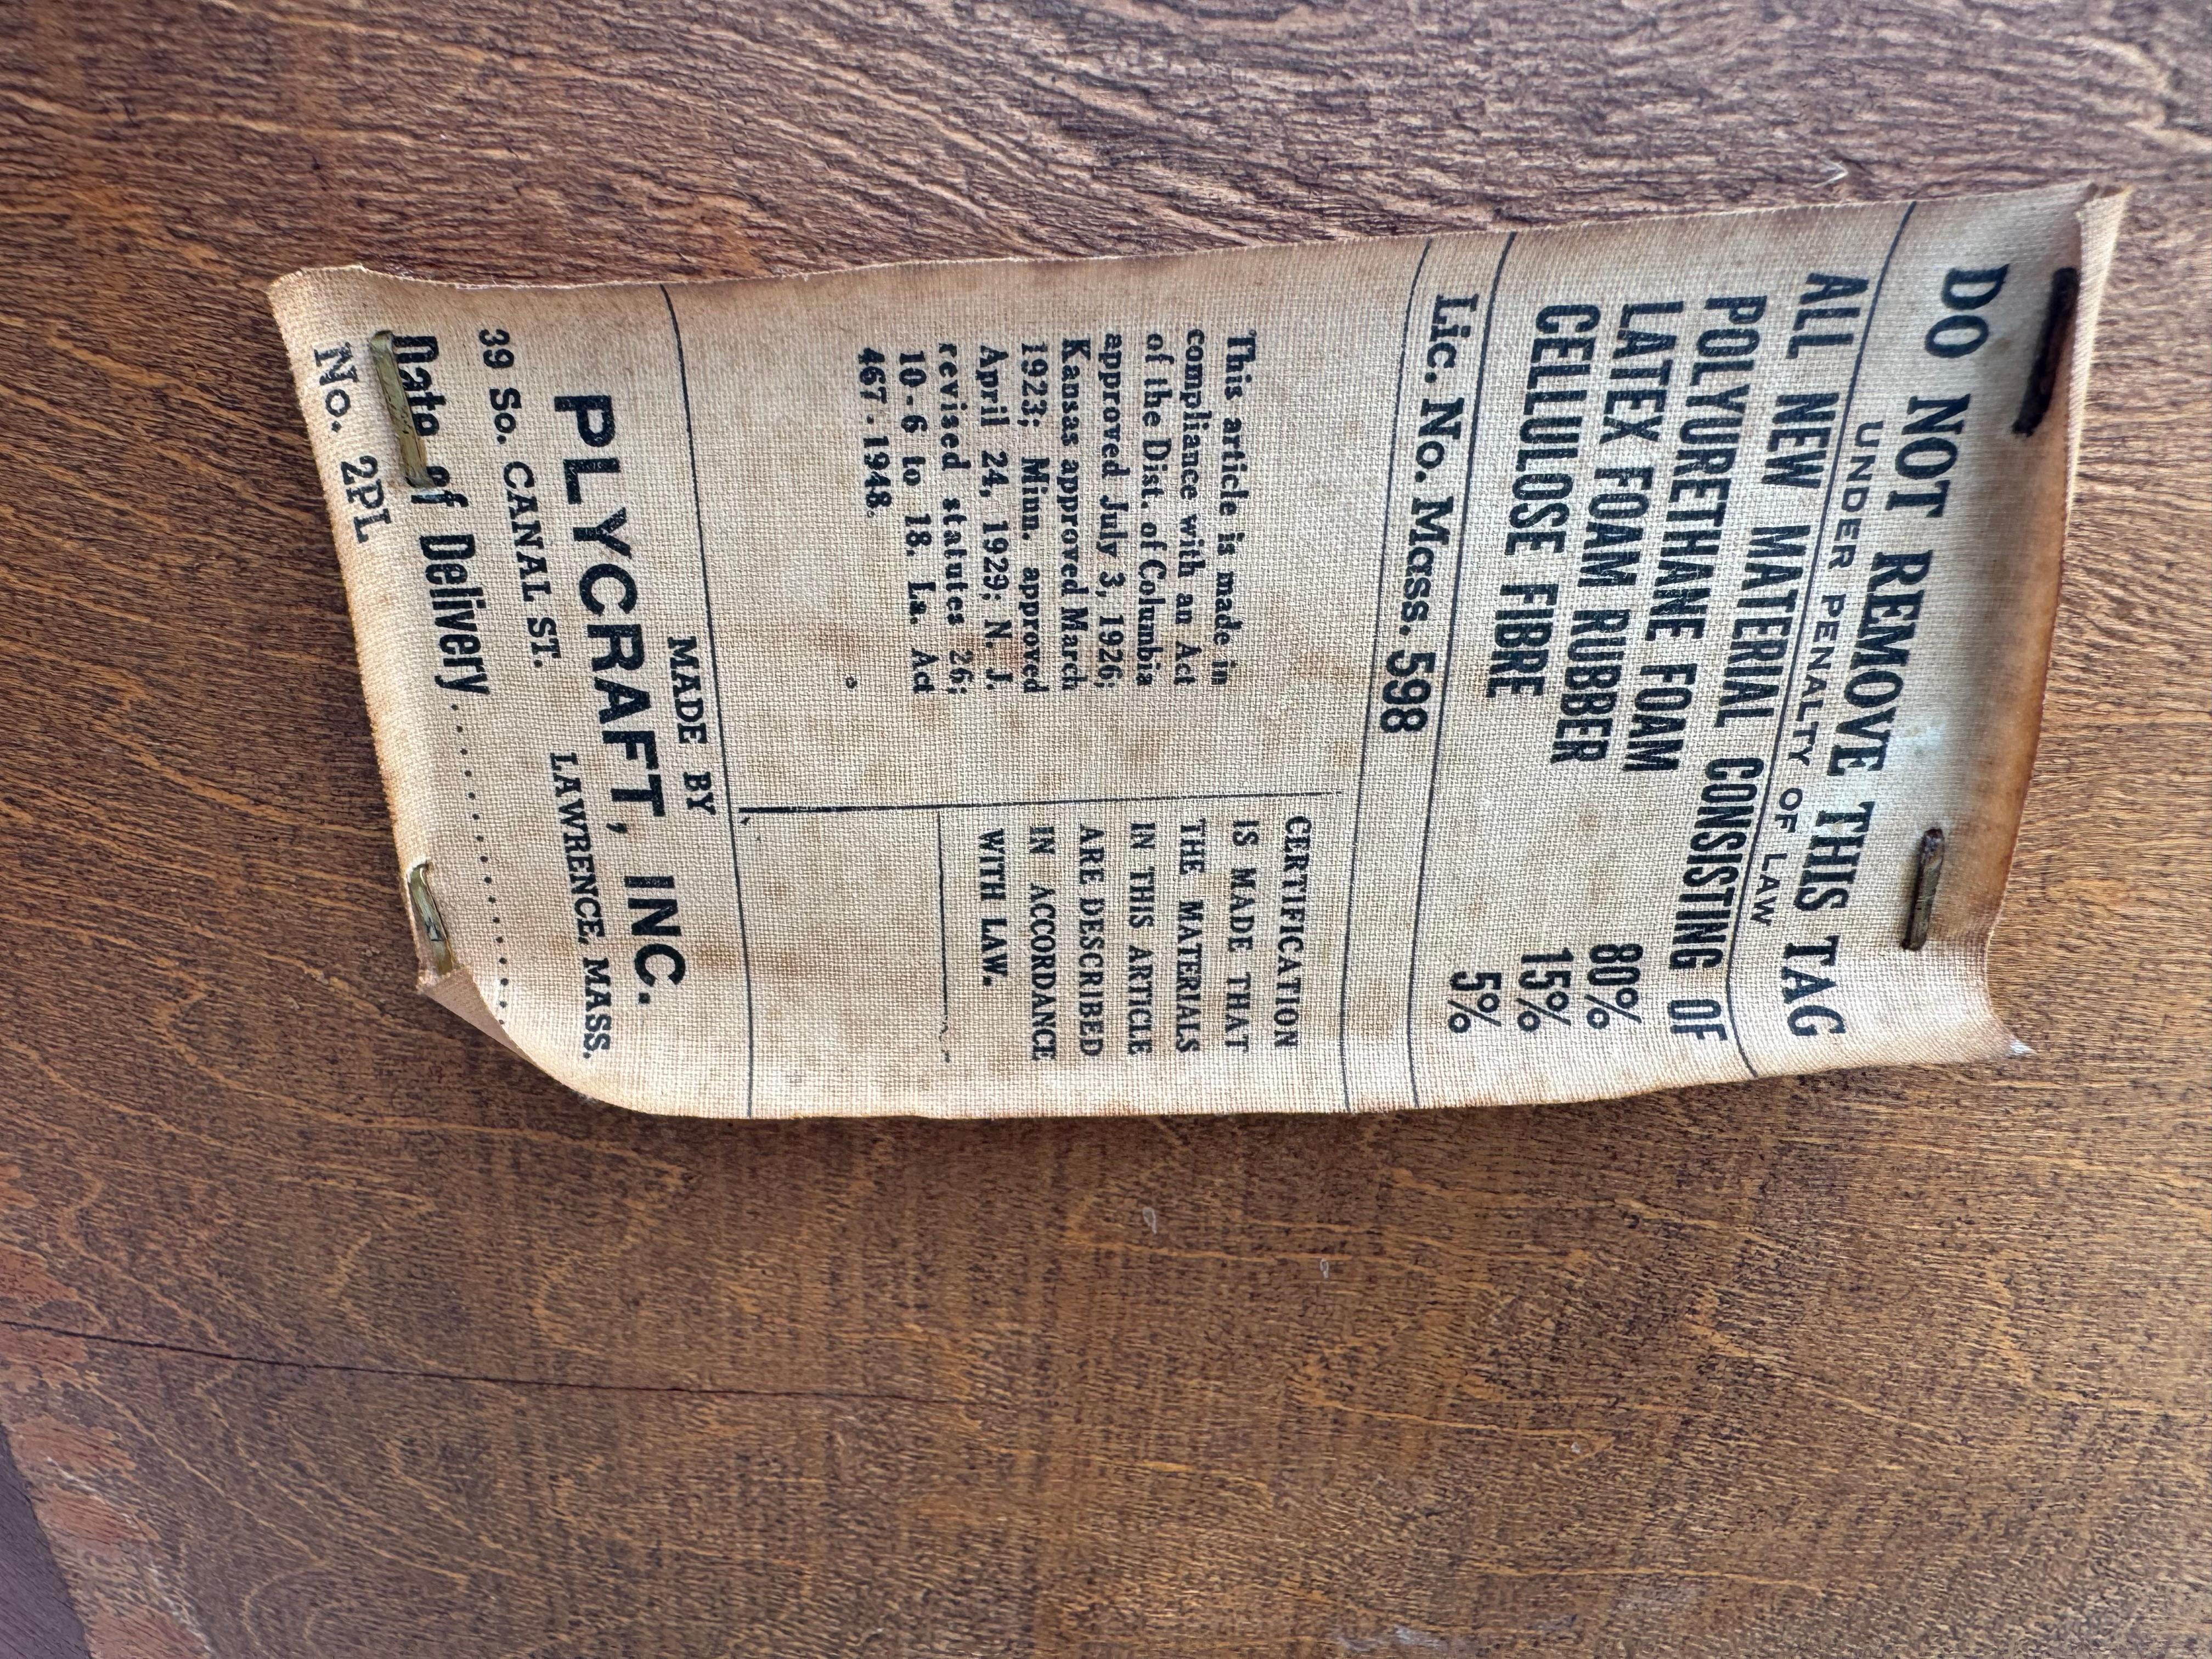 DO NOT REMOVE THIS TAG
UNDER PENALTY OF LAW
ALL NEW MATERIAL CONSISTING OF
POLYURETHANE FOAM 80%
LATEX FOAM RUBBER 15%
CELLULOSE FIBRE 5%
Lic. No. Mass. 598
This article is made in
compliance with an Act
of the Dist. of Columbia
approved July 3, 1926;
Kansas approved March
1923; Minn. approved
April 24, 1929; N. J.
revised statutes 26;
10-6 to 18. La. Act
467-1948.
CERTIFICATION
IS MADE THAT
THE MATERIALS
IN THIS ARTICLE
ARE DESCRIBED
IN ACCORDANCE
WITH LAW.
MADE BY
PLYCRAFT, INC.
39 So. CANAL ST. LAWRENCE, MASS.
Date of Delivery....................
No. 2PL